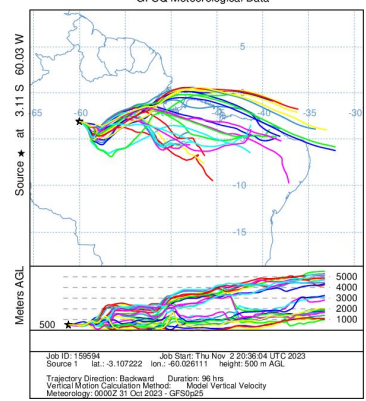 GFSQ Meteorological Data
Source ★ at 3.11 S 60.03 W
5
-65
-60
-35
-30
-10
-15
Meters AGL
500
5000
4000
3000
2000
1000
Job ID: 159594 Job Start: Thu Nov 2 20:36:04 UTC 2023
Source 1 lat.: -3.107222 lon.: -60.026111 height: 500 m AGL
Trajectory Direction: Backward Duration: 96 hrs
Vertical Motion Calculation Method: Model Vertical Velocity
Meteorology: 0000Z 31 Oct 2023 - GFS0p25